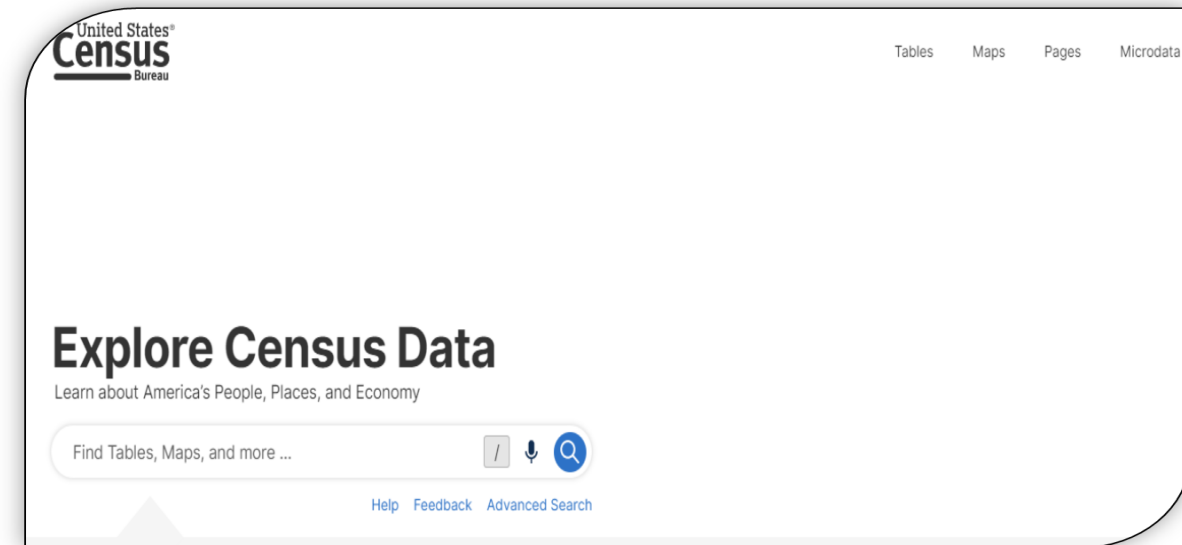 United States®
Census
Bureau
Tables Maps Pages Microdata
Explore Census Data
Learn about America's People, Places, and Economy
Find Tables, Maps, and more ... /
Help Feedback Advanced Search